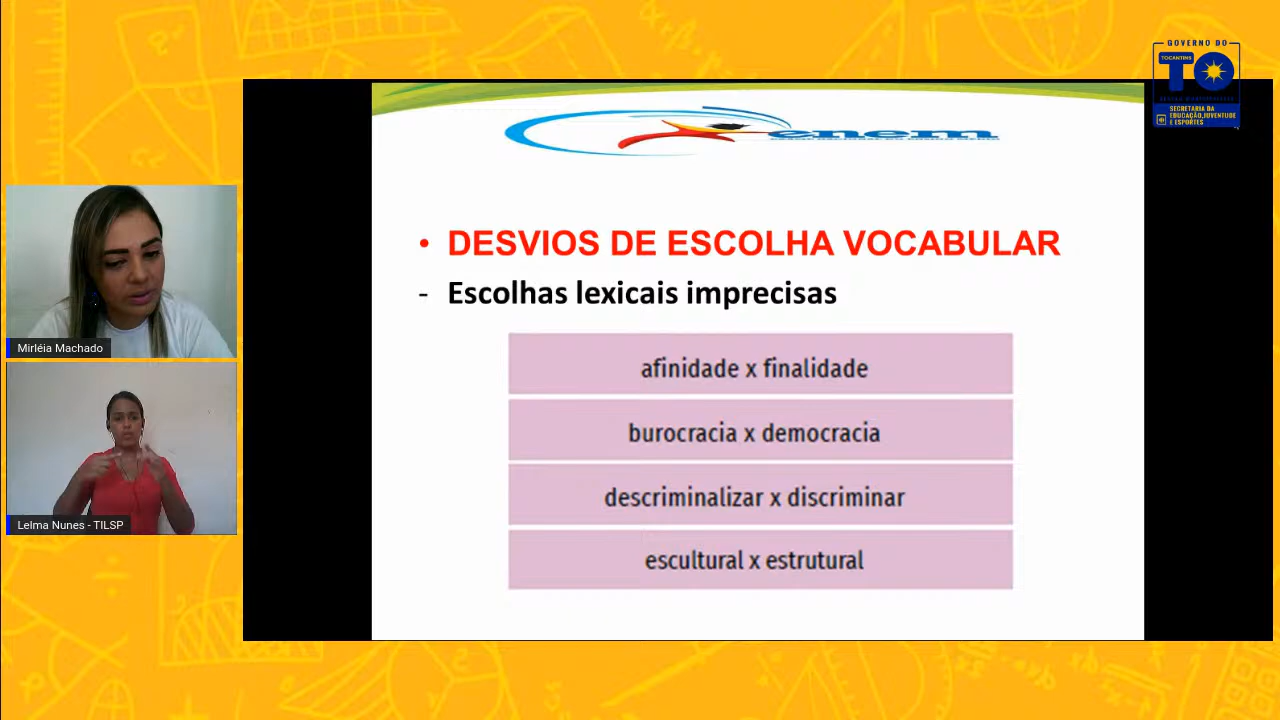 GOVERNO DO
TOCANTINS
TO
SECRETARIA DA
EDUCAÇÃO, JUVENTUDE
E ESPORTES
enem
DESVIOS DE ESCOLHA VOCABULAR
- Escolhas lexicais imprecisas
afinidade x finalidade
burocracia x democracia
descriminalizar x discriminar
escultural x estrutural
Mirléia Machado
Lelma Nunes - TILSP